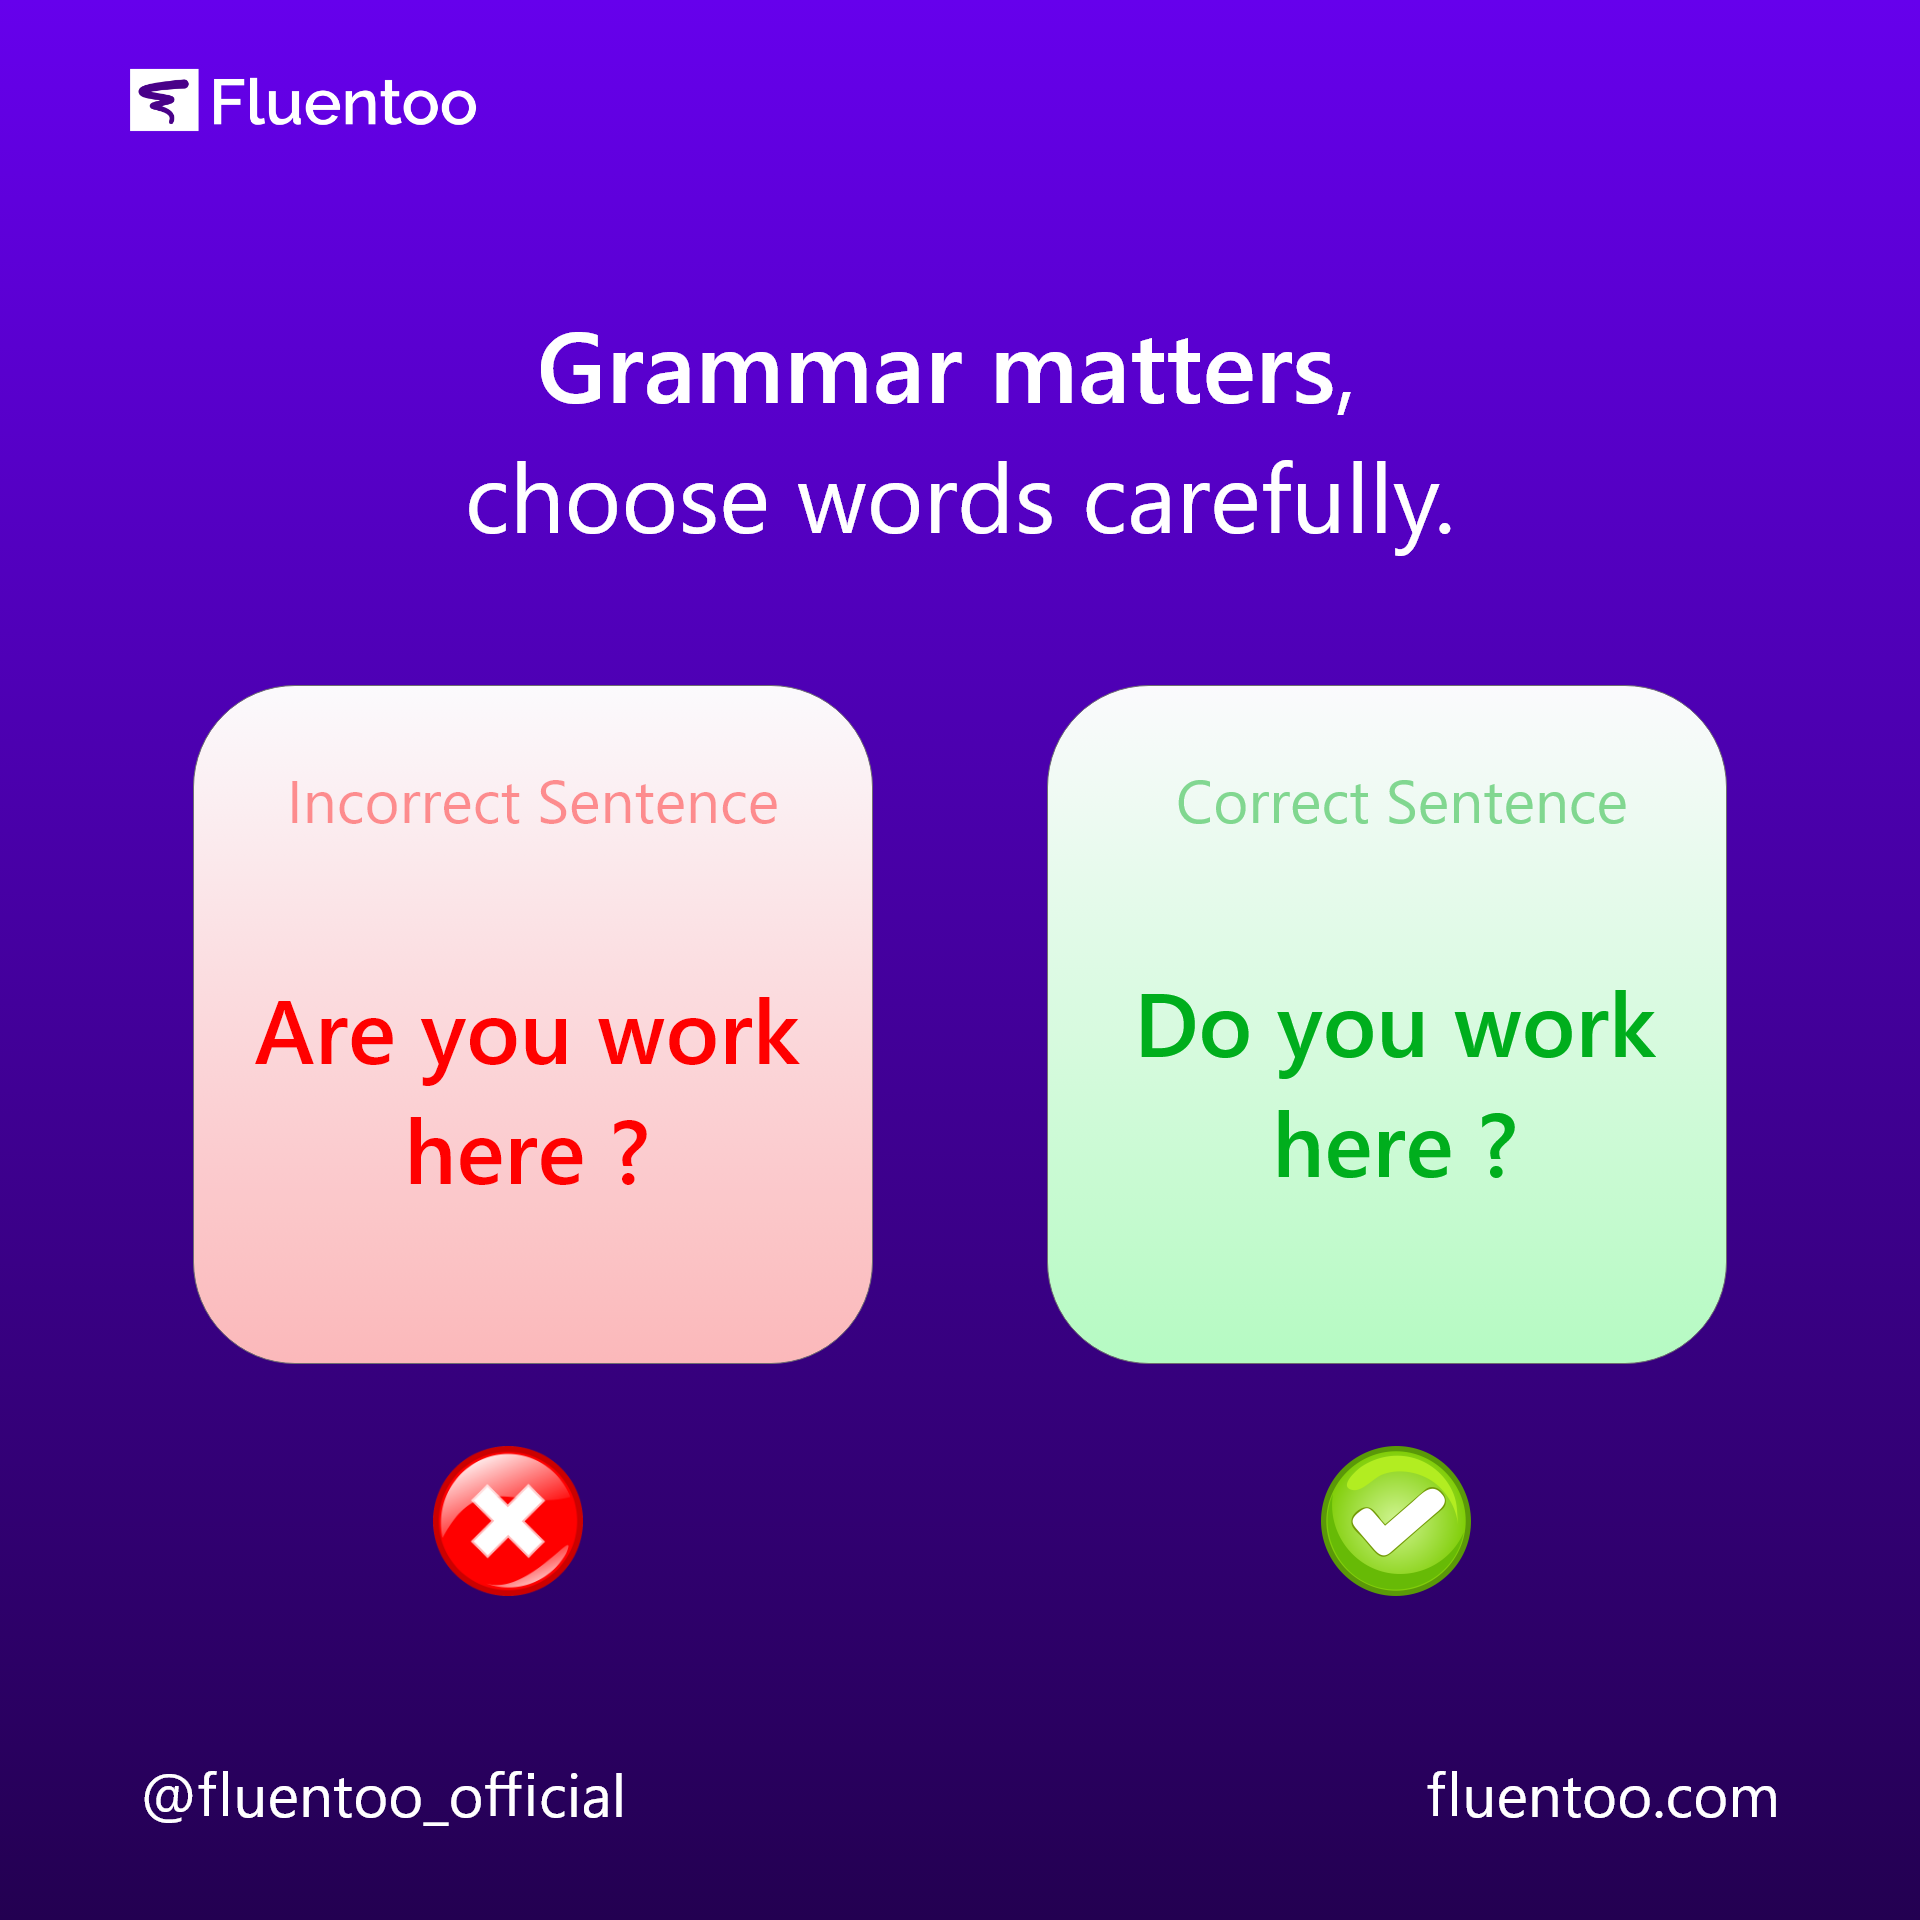 Fluentoo
Grammar matters,
choose words carefully.
Incorrect Sentence
Are you work
here ?
Correct Sentence
Do you work
here ?
@fluentoo_official
fluentoo.com